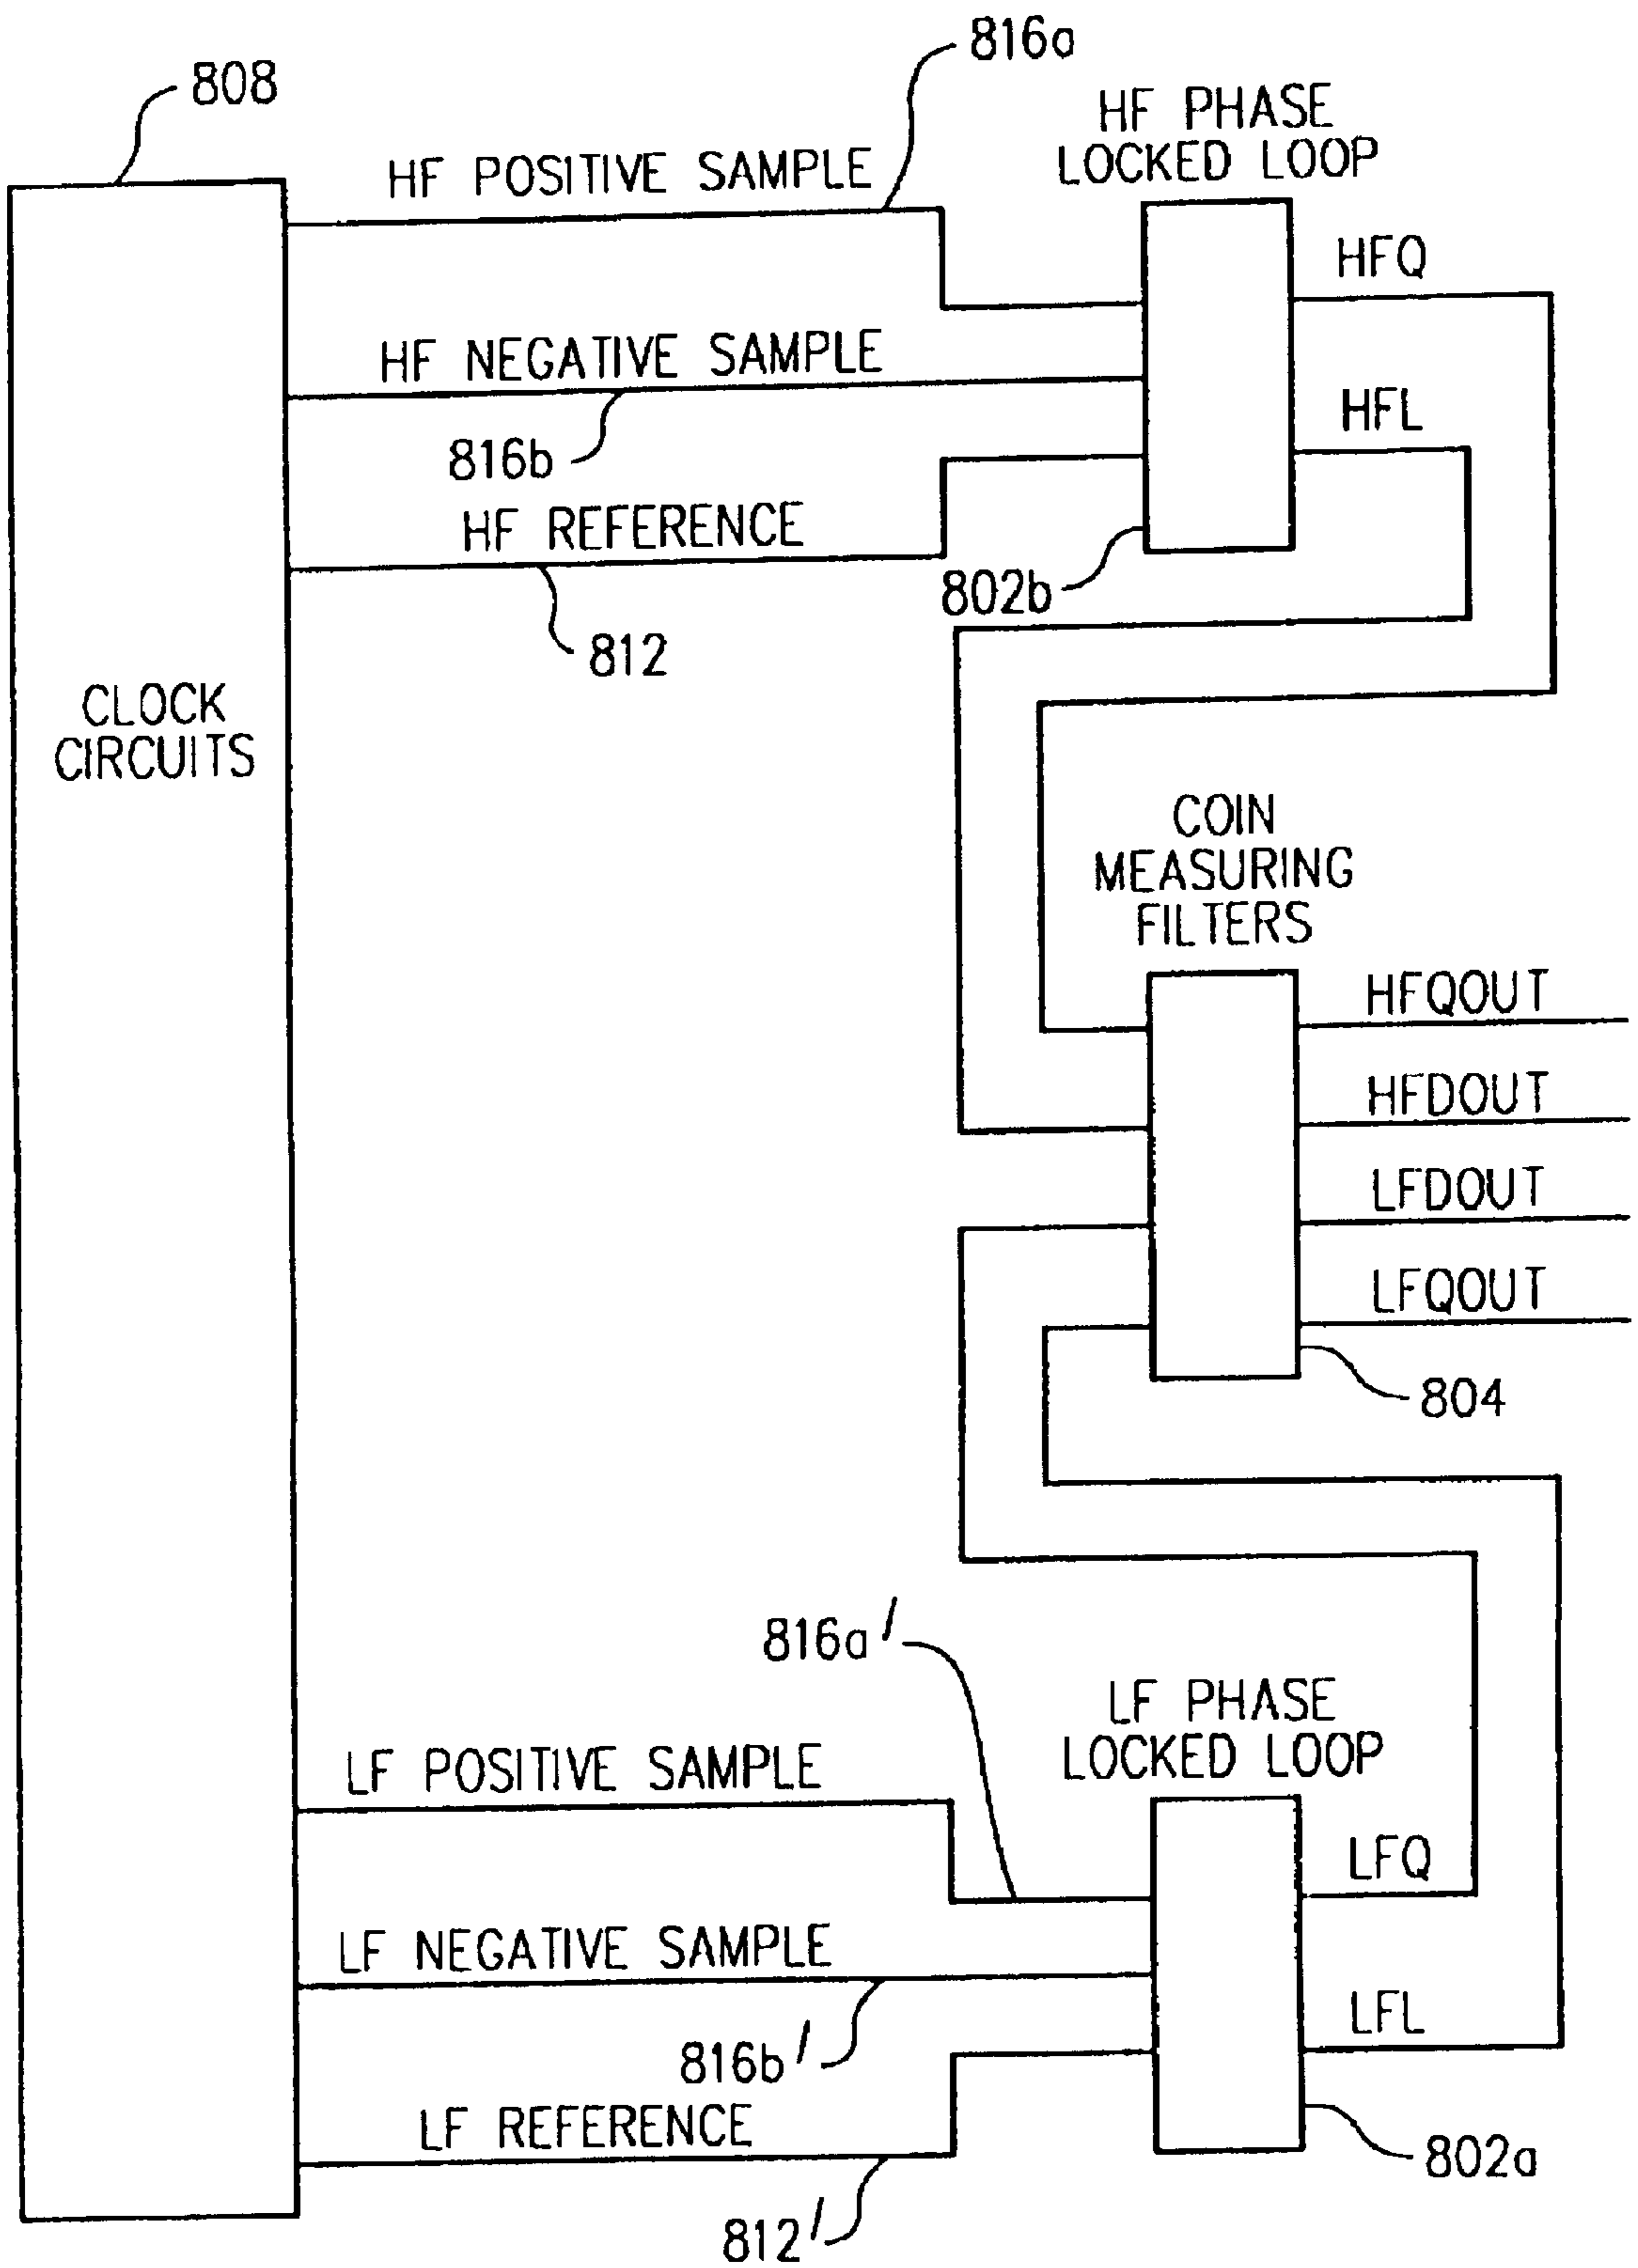 808
816a
HF POSITIVE SAMPLE
HF PHASE
LOCKED LOOP
HFQ
HF NEGATIVE SAMPLE
816b
HFL
HF REFERENCE
802b
812
CLOCK
CIRCUITS
COIN
MEASURING
FILTERS
HFQOUT
HFDOUT
LFDOUT
LFQOUT
804
816a'
LF PHASE
LOCKED LOOP
LF POSITIVE SAMPLE
LFQ
LF NEGATIVE SAMPLE
816b'
LFL
LF REFERENCE
802a
812'